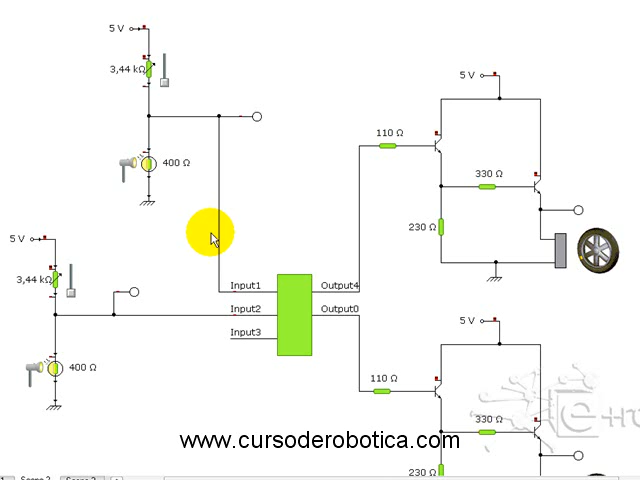 5 V
3,44 kΩ
400 Ω
5 V
3,44 kΩ
400 Ω
Input1
Input2
Input3
Output4
Output0
5 V
110 Ω
330 Ω
230 Ω
5 V
110 Ω
330 Ω
230 Ω
www.cursoderobotica.com